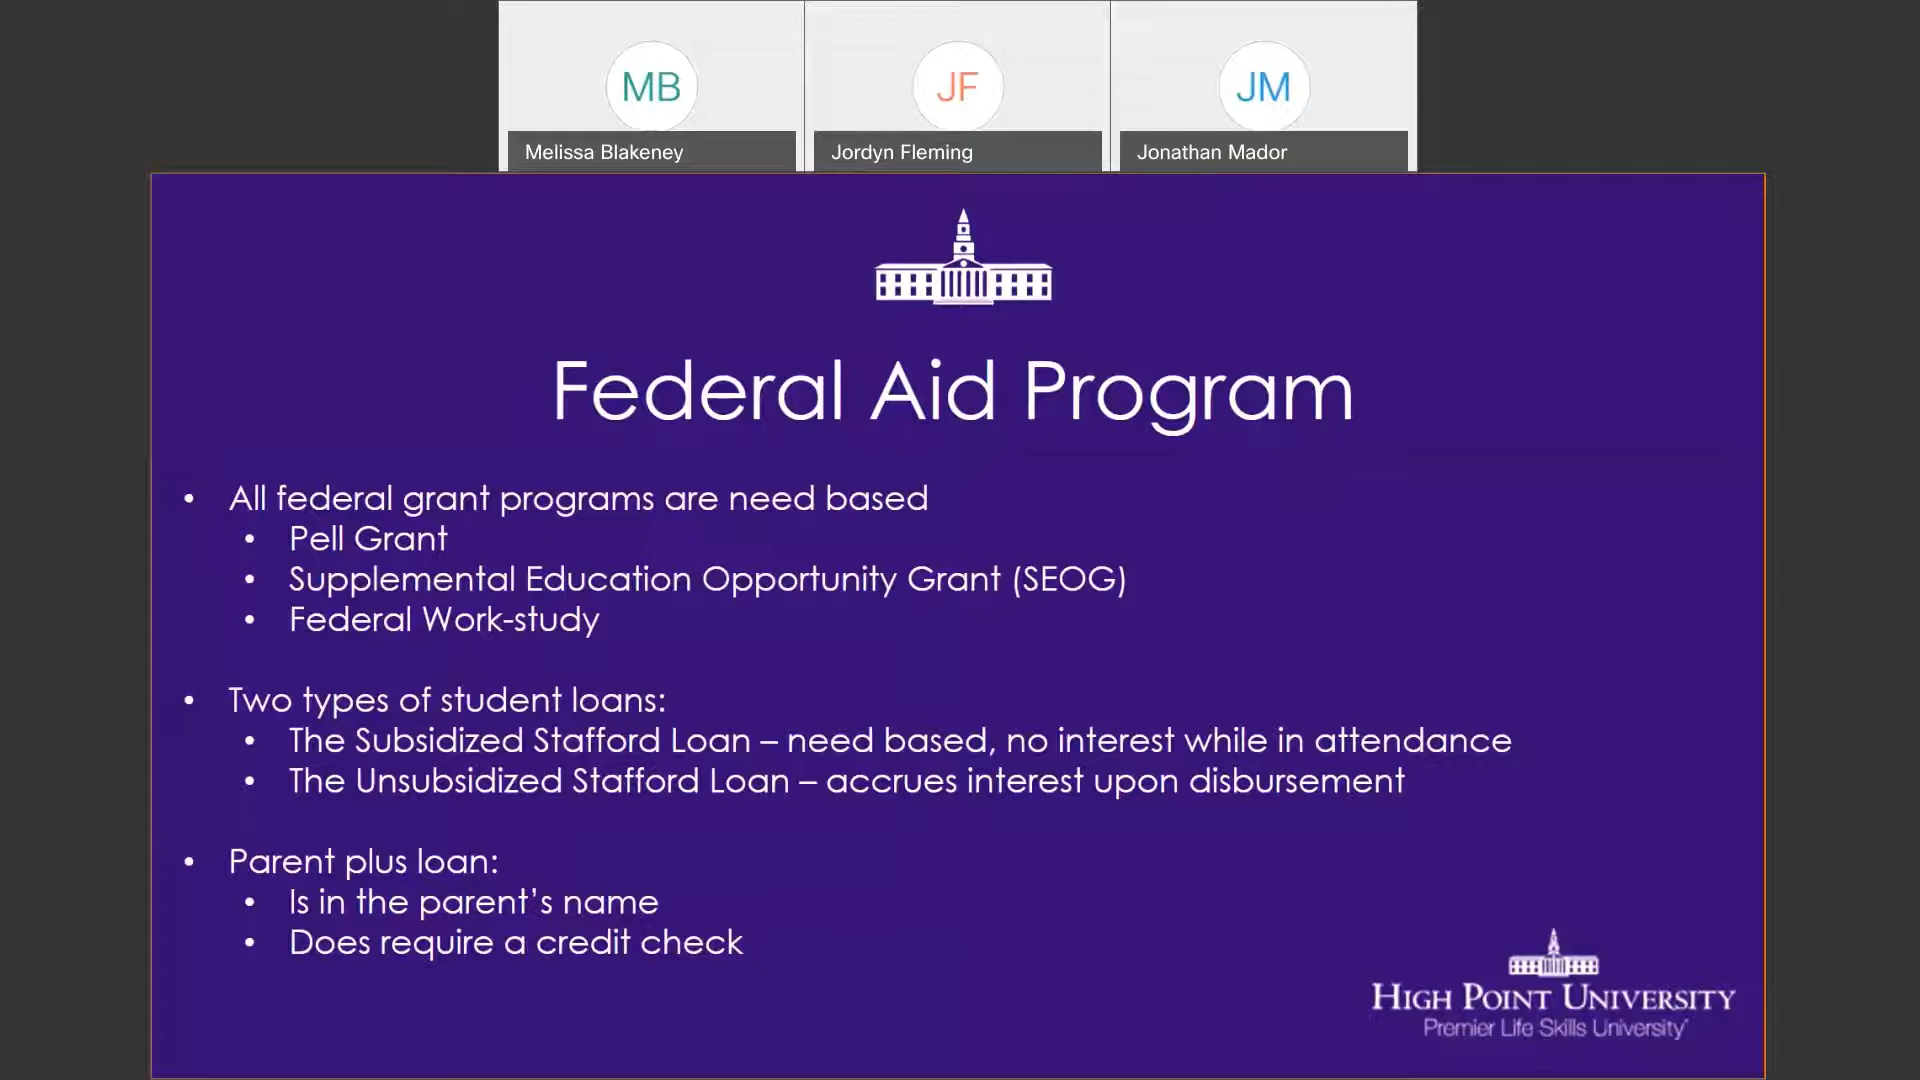 MB
JF
JM
Melissa Blakeney
Jordyn Fleming
Jonathan Mador
Federal Aid Program
• All federal grant programs are need based
• Pell Grant
• Supplemental Education Opportunity Grant (SEOG)
• Federal Work-study
• Two types of student loans:
• The Subsidized Stafford Loan – need based, no interest while in attendance
• The Unsubsidized Stafford Loan – accrues interest upon disbursement
• Parent plus loan:
• Is in the parent’s name
• Does require a credit check
HIGH POINT UNIVERSITY
Premier Life Skills University